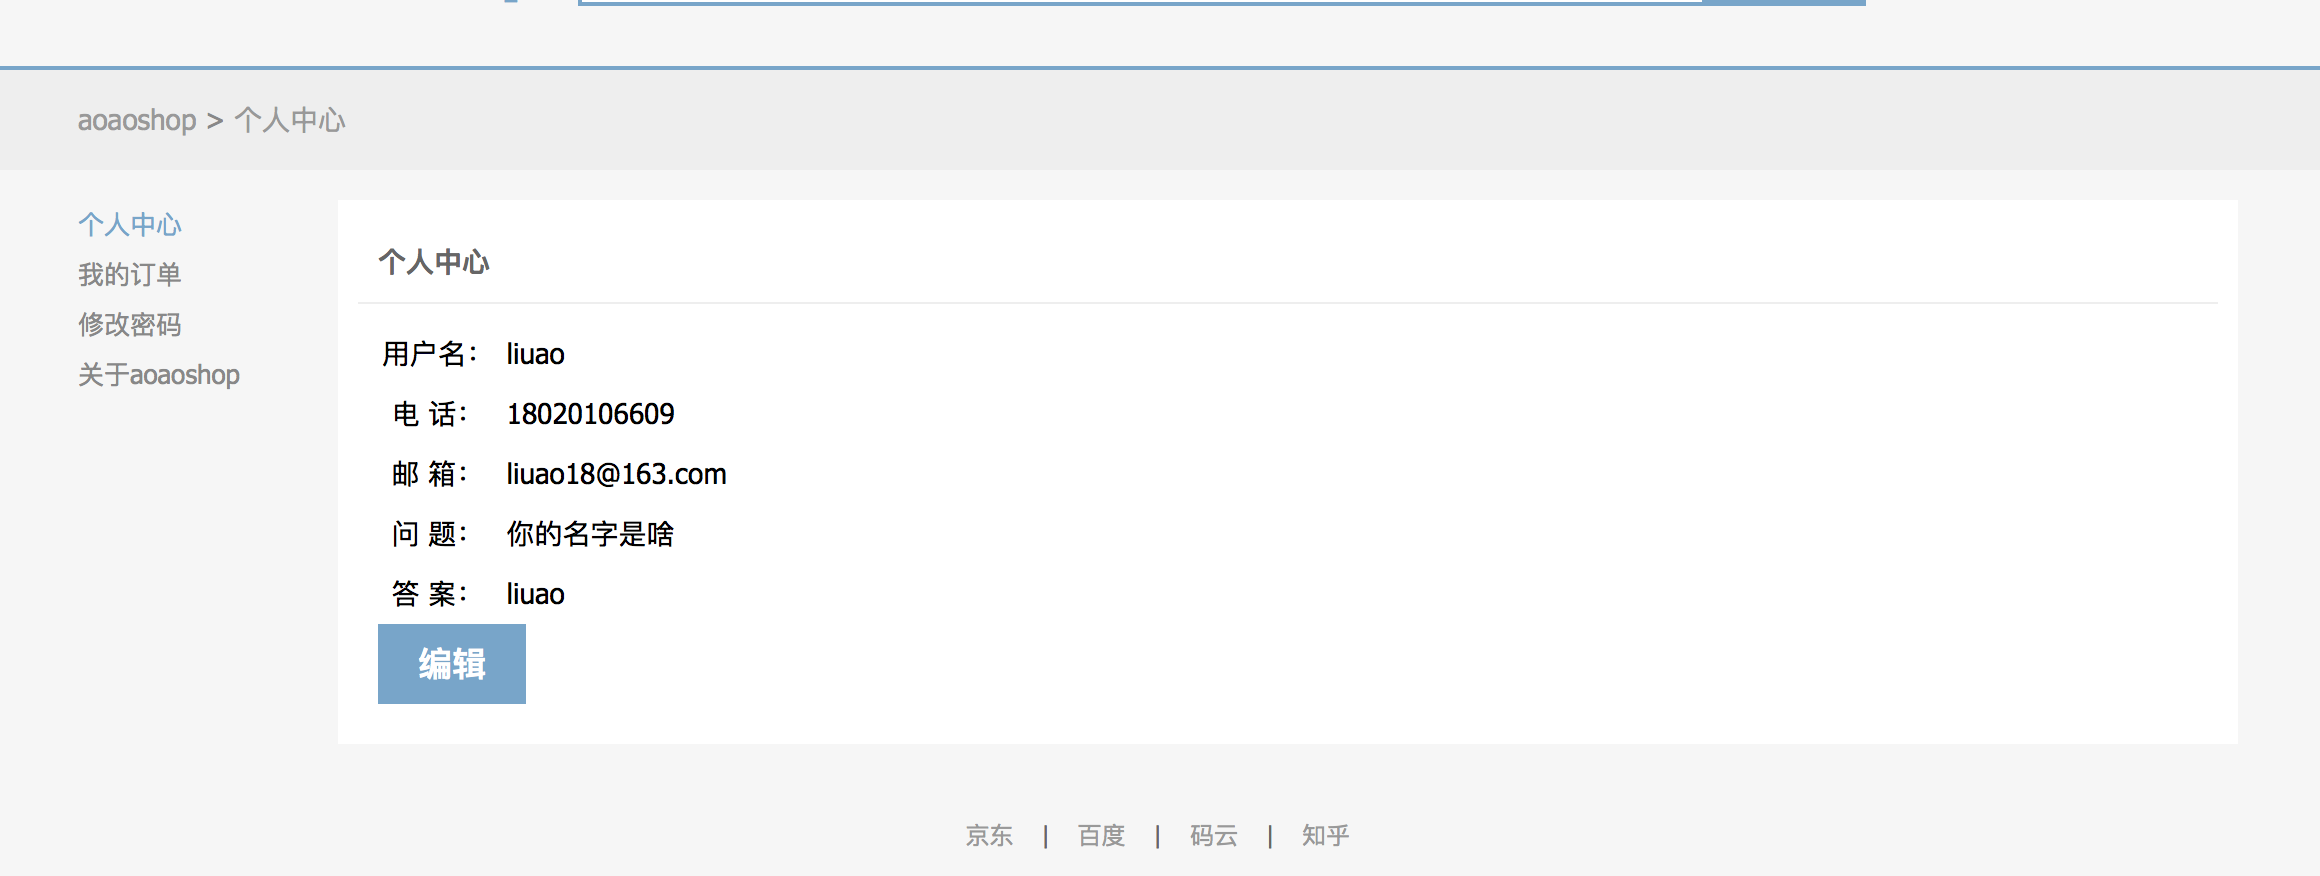 aoaoshop > 个人中心
个人中心
我的订单
修改密码
关于aoaoshop
个人中心
用户名： liuao
电 话： 18020106609
邮 箱： liuao18@163.com
问 题： 你的名字是啥
答 案： liuao
编辑
京东 | 百度 | 码云 | 知乎